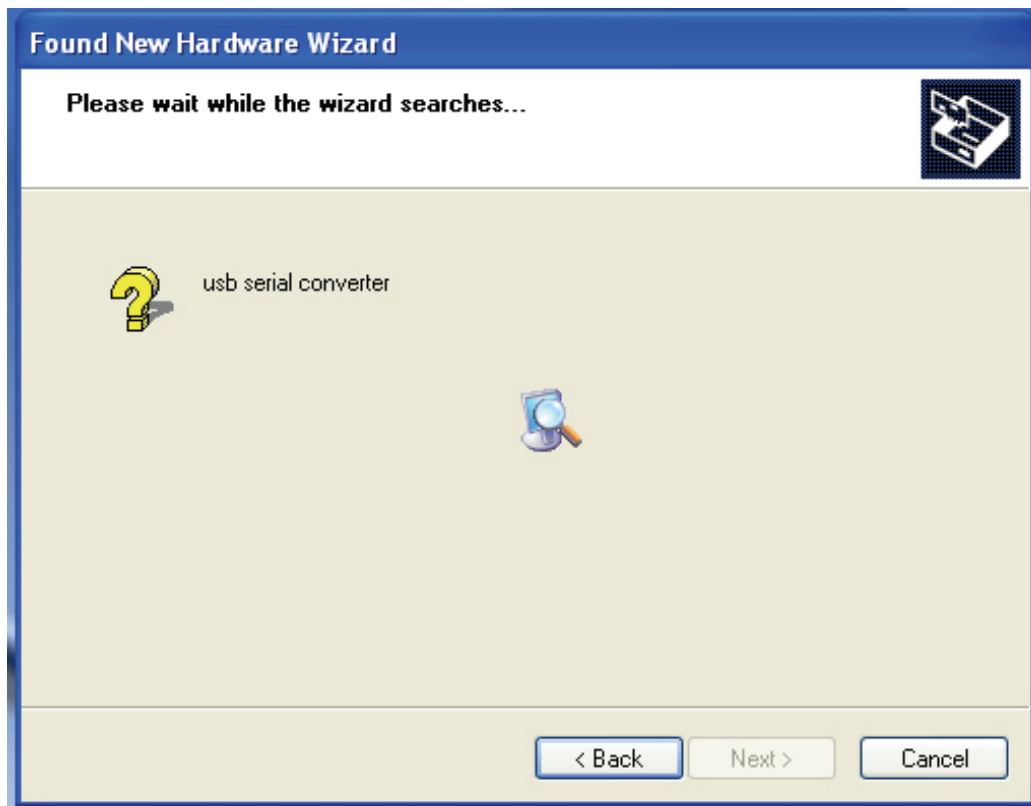 Found New Hardware Wizard
Please wait while the wizard searches...
usb serial converter
< Back
Next >
Cancel